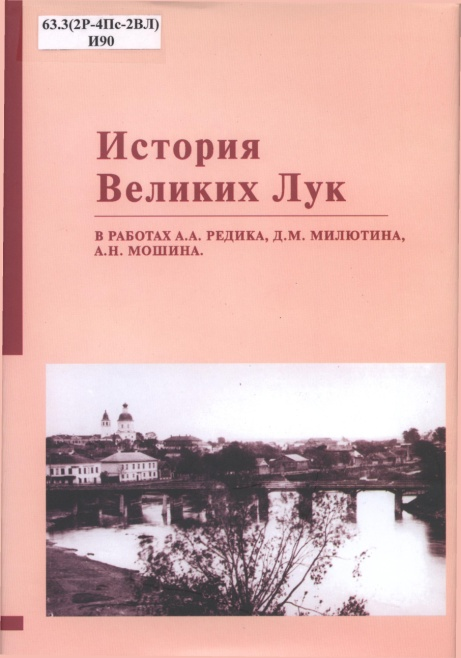 63.3(2Р-4Пс-2ВЛ)
И90
История
Великих Лук
В РАБОТАХ А.А. РЕДИКА, Д.М. МИЛЮТИНА,
А.Н. МОШИНА.